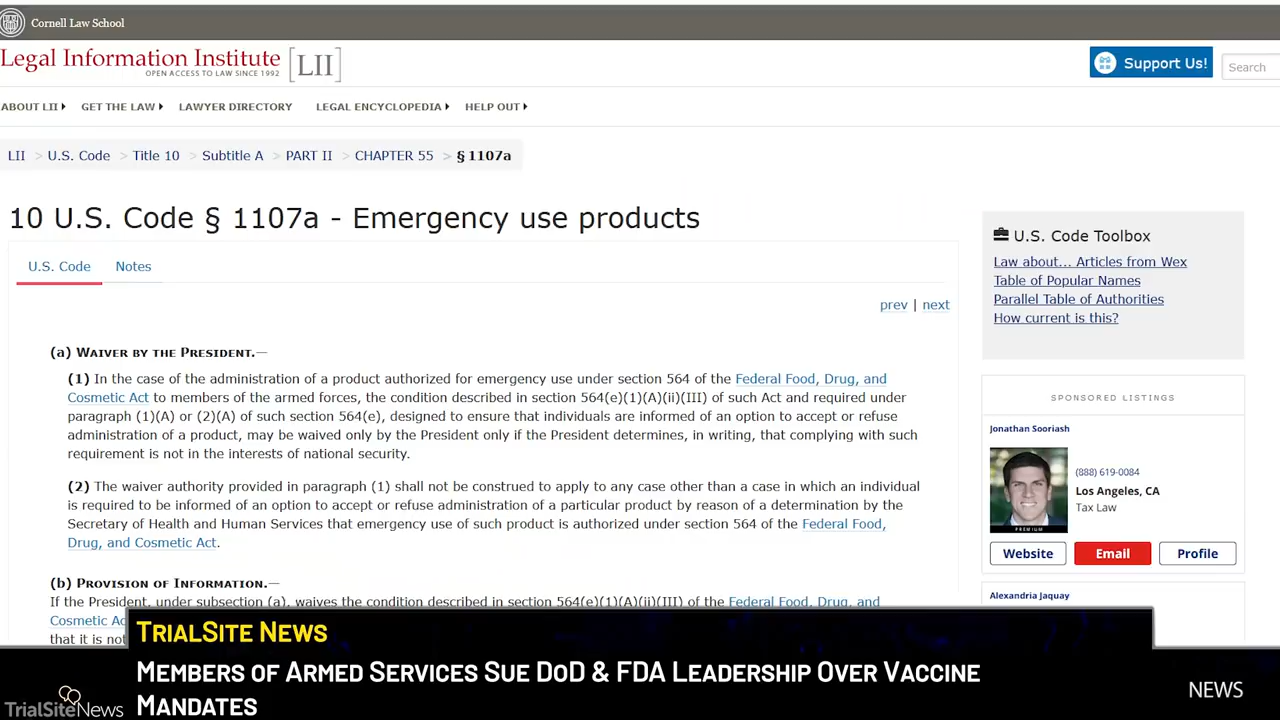 Cornell Law School
Legal Information Institute
OPEN ACCESS TO LAW SINCE 1992
[LII]
Support Us!
Search
ABOUT LII
GET THE LAW
LAWYER DIRECTORY
LEGAL ENCYCLOPEDIA
HELP OUT
LII > U.S. Code > Title 10 > Subtitle A > PART II > CHAPTER 55 > § 1107a
10 U.S. Code § 1107a - Emergency use products
U.S. Code
Notes
prev | next
(a) WAIVER BY THE PRESIDENT.—
(1) In the case of the administration of a product authorized for emergency use under section 564 of the Federal Food, Drug, and
Cosmetic Act to members of the armed forces, the condition described in section 564(e)(1)(A)(ii)(III) of such Act and required under
paragraph (1)(A) or (2)(A) of such section 564(e), designed to ensure that individuals are informed of an option to accept or refuse
administration of a product, may be waived only by the President only if the President determines, in writing, that complying with such
requirement is not in the interests of national security.
(2) The waiver authority provided in paragraph (1) shall not be construed to apply to any case other than a case in which an individual
is required to be informed of an option to accept or refuse administration of a particular product by reason of a determination by the
Secretary of Health and Human Services that emergency use of such product is authorized under section 564 of the Federal Food,
Drug, and Cosmetic Act.
(b) PROVISION OF INFORMATION.—
If the President, under subsection (a), waives the condition described in section 564(e)(1)(A)(ii)(III) of the Federal Food, Drug, and
Cosmetic Ac
that it is not
U.S. Code Toolbox
Law about... Articles from Wex
Table of Popular Names
Parallel Table of Authorities
How current is this?
SPONSORED LISTINGS
Jonathan Sooriash
(888) 619-0084
Los Angeles, CA
Tax Law
PREMIUM
Website
Email
Profile
Alexandria Jaquay
TRIALSITE NEWS
MEMBERS OF ARMED SERVICES SUE DOD & FDA LEADERSHIP OVER VACCINE
MANDATES
TrialSiteNews
NEWS